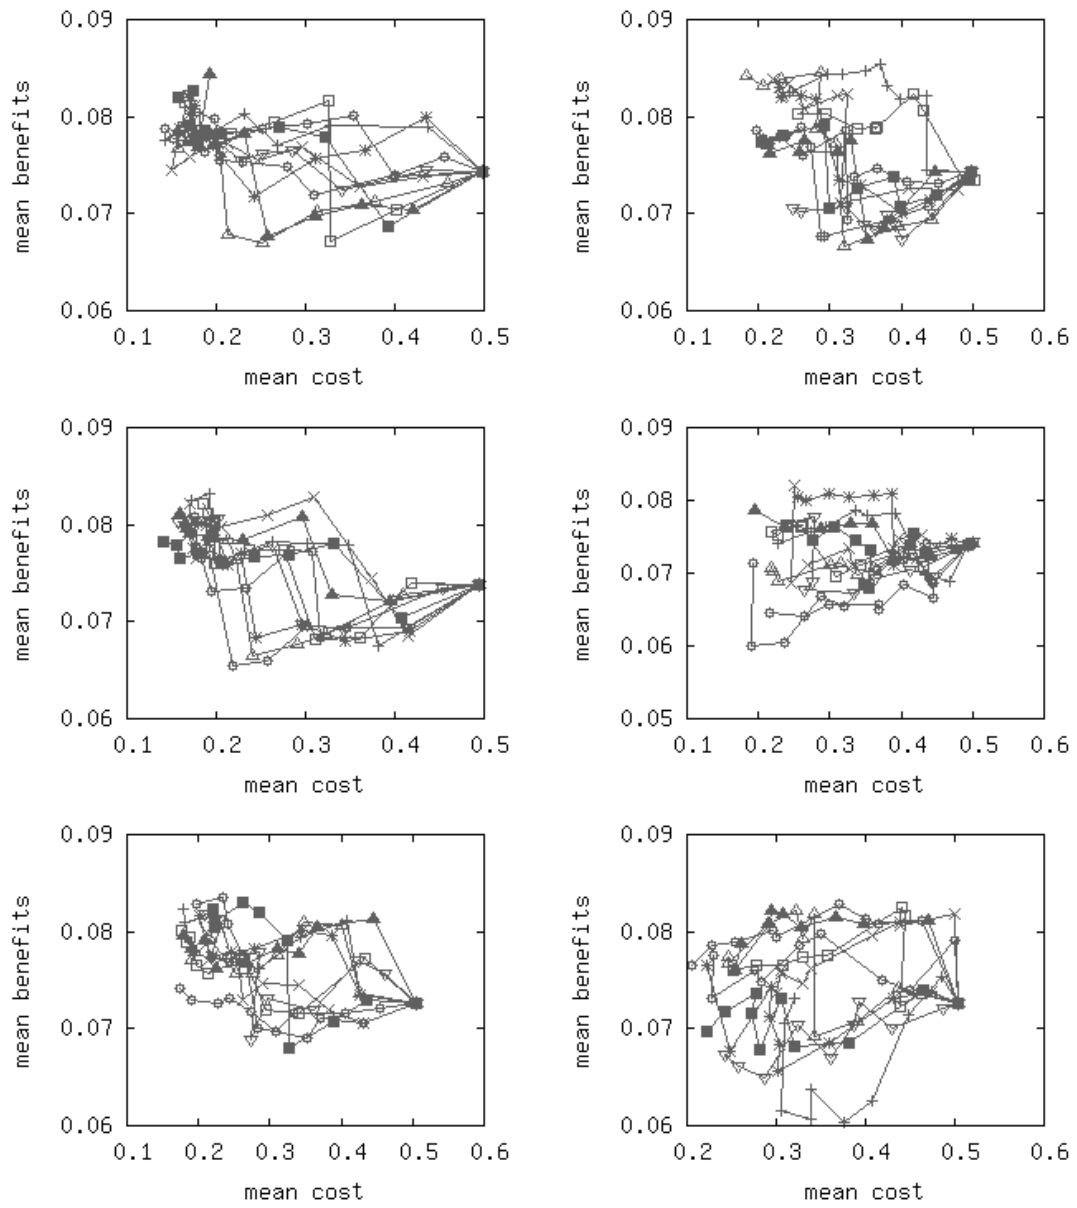 0.09 0.09
mean benefits 0.08 mean benefits 0.08
0.07 0.07
0.06 0.06
0.1 0.2 0.3 0.4 0.5 0.1 0.2 0.3 0.4 0.5 0.6
mean cost mean cost
0.09 0.09
0.08
mean benefits 0.08 mean benefits
0.07
0.07
0.06
0.06 0.05
0.1 0.2 0.3 0.4 0.5 0.1 0.2 0.3 0.4 0.5 0.6
mean cost mean cost
0.09 0.09
mean benefits 0.08 mean benefits 0.08
0.07 0.07
0.06 0.06
0.1 0.2 0.3 0.4 0.5 0.6 0.2 0.3 0.4 0.5 0.6
mean cost mean cost